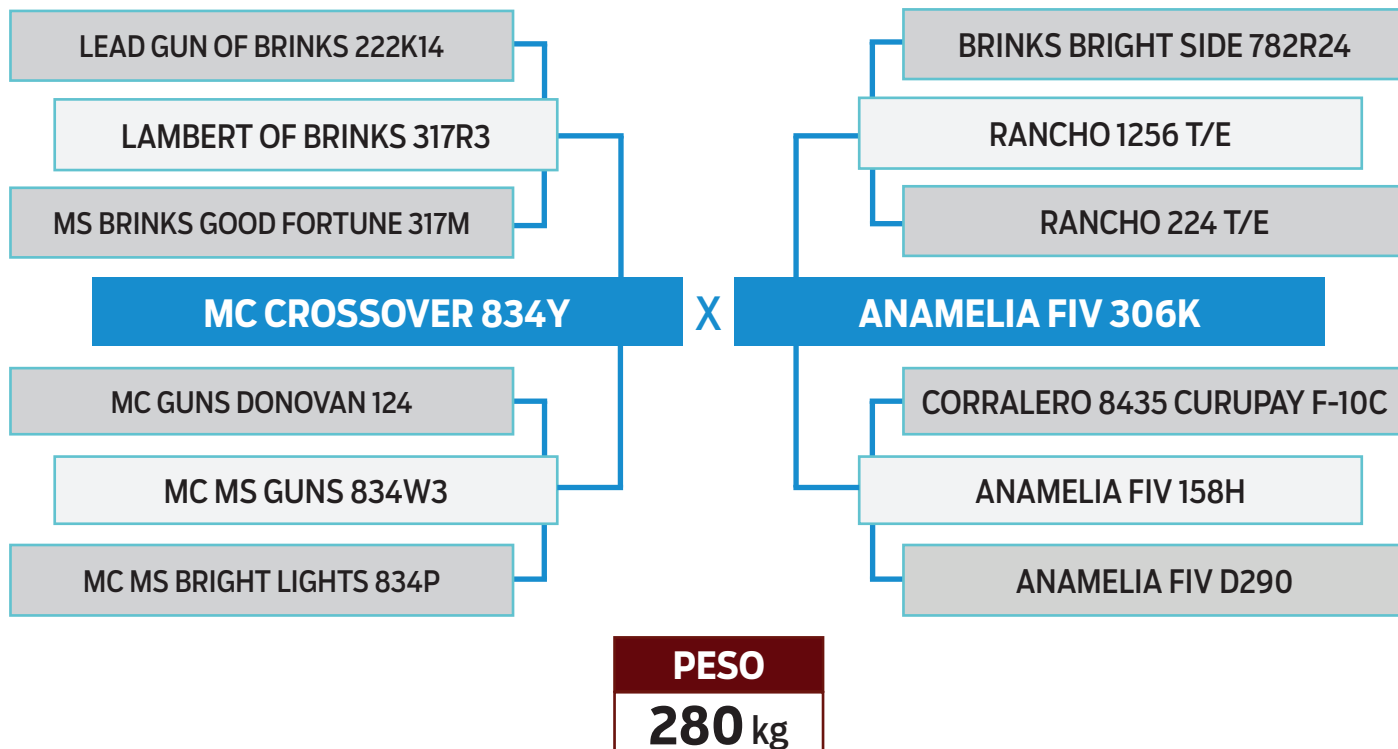 LEAD GUN OF BRINKS 222K14
BRINKS BRIGHT SIDE 782R24
LAMBERT OF BRINKS 317R3
RANCHO 1256 T/E
MS BRINKS GOOD FORTUNE 317M
RANCHO 224 T/E
MC CROSSOVER 834Y X ANAMELIA FIV 306K
MC GUNS DONOVAN 124
CORRALERO 8435 CURUPAY F-10C
MC MS GUNS 834W3
ANAMELIA FIV 158H
MC MS BRIGHT LIGHTS 834P
ANAMELIA FIV D290
PESO
280 kg